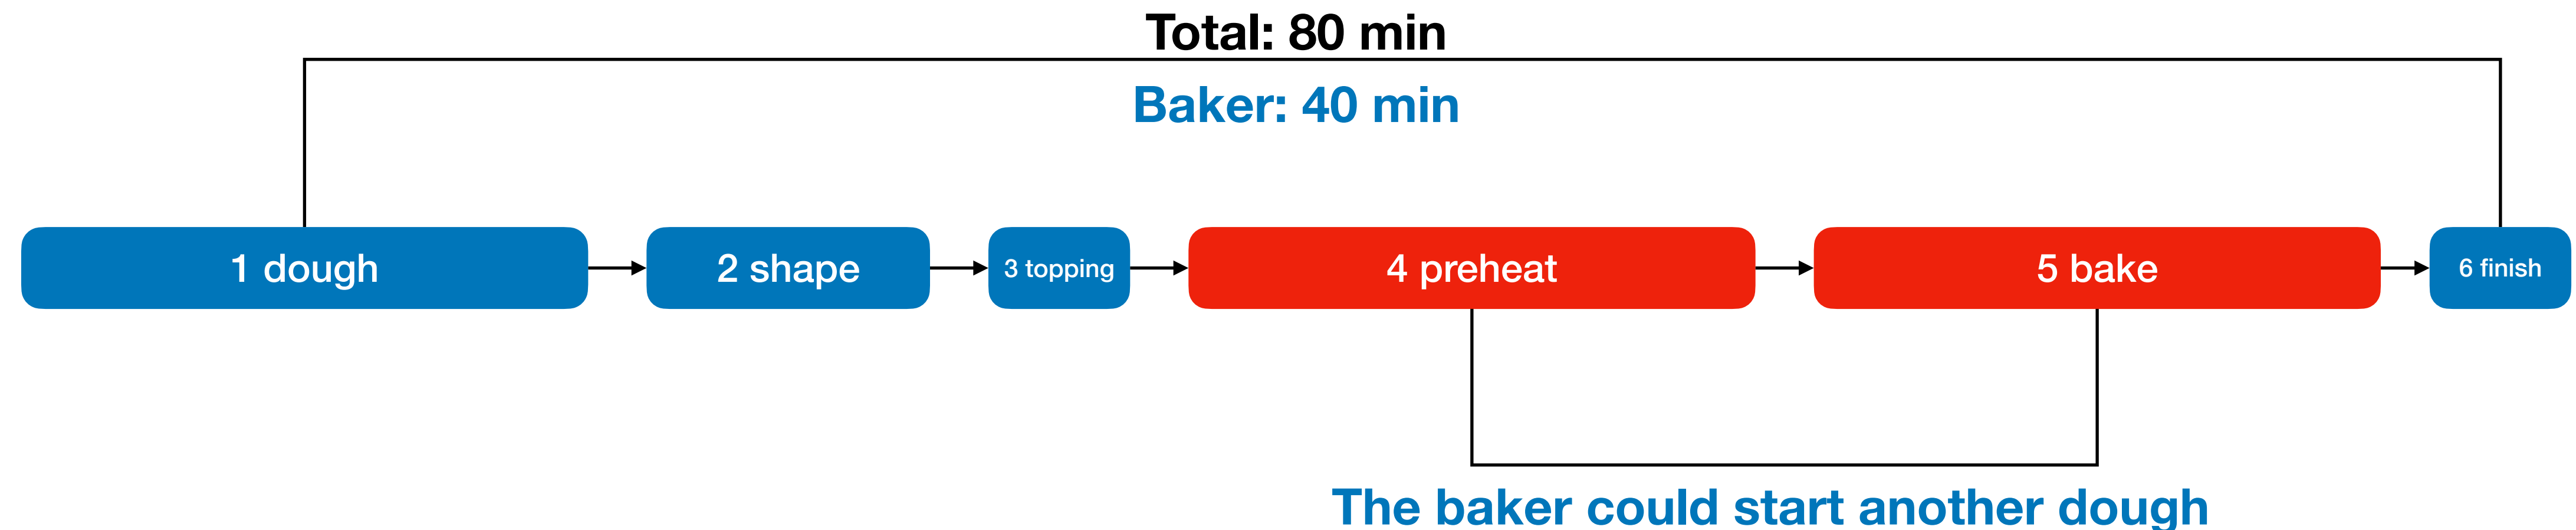 Total: 80 min
Baker: 40 min
1 dough
2 shape
3 topping
4 preheat
5 bake
6 finish
The baker could start another dough